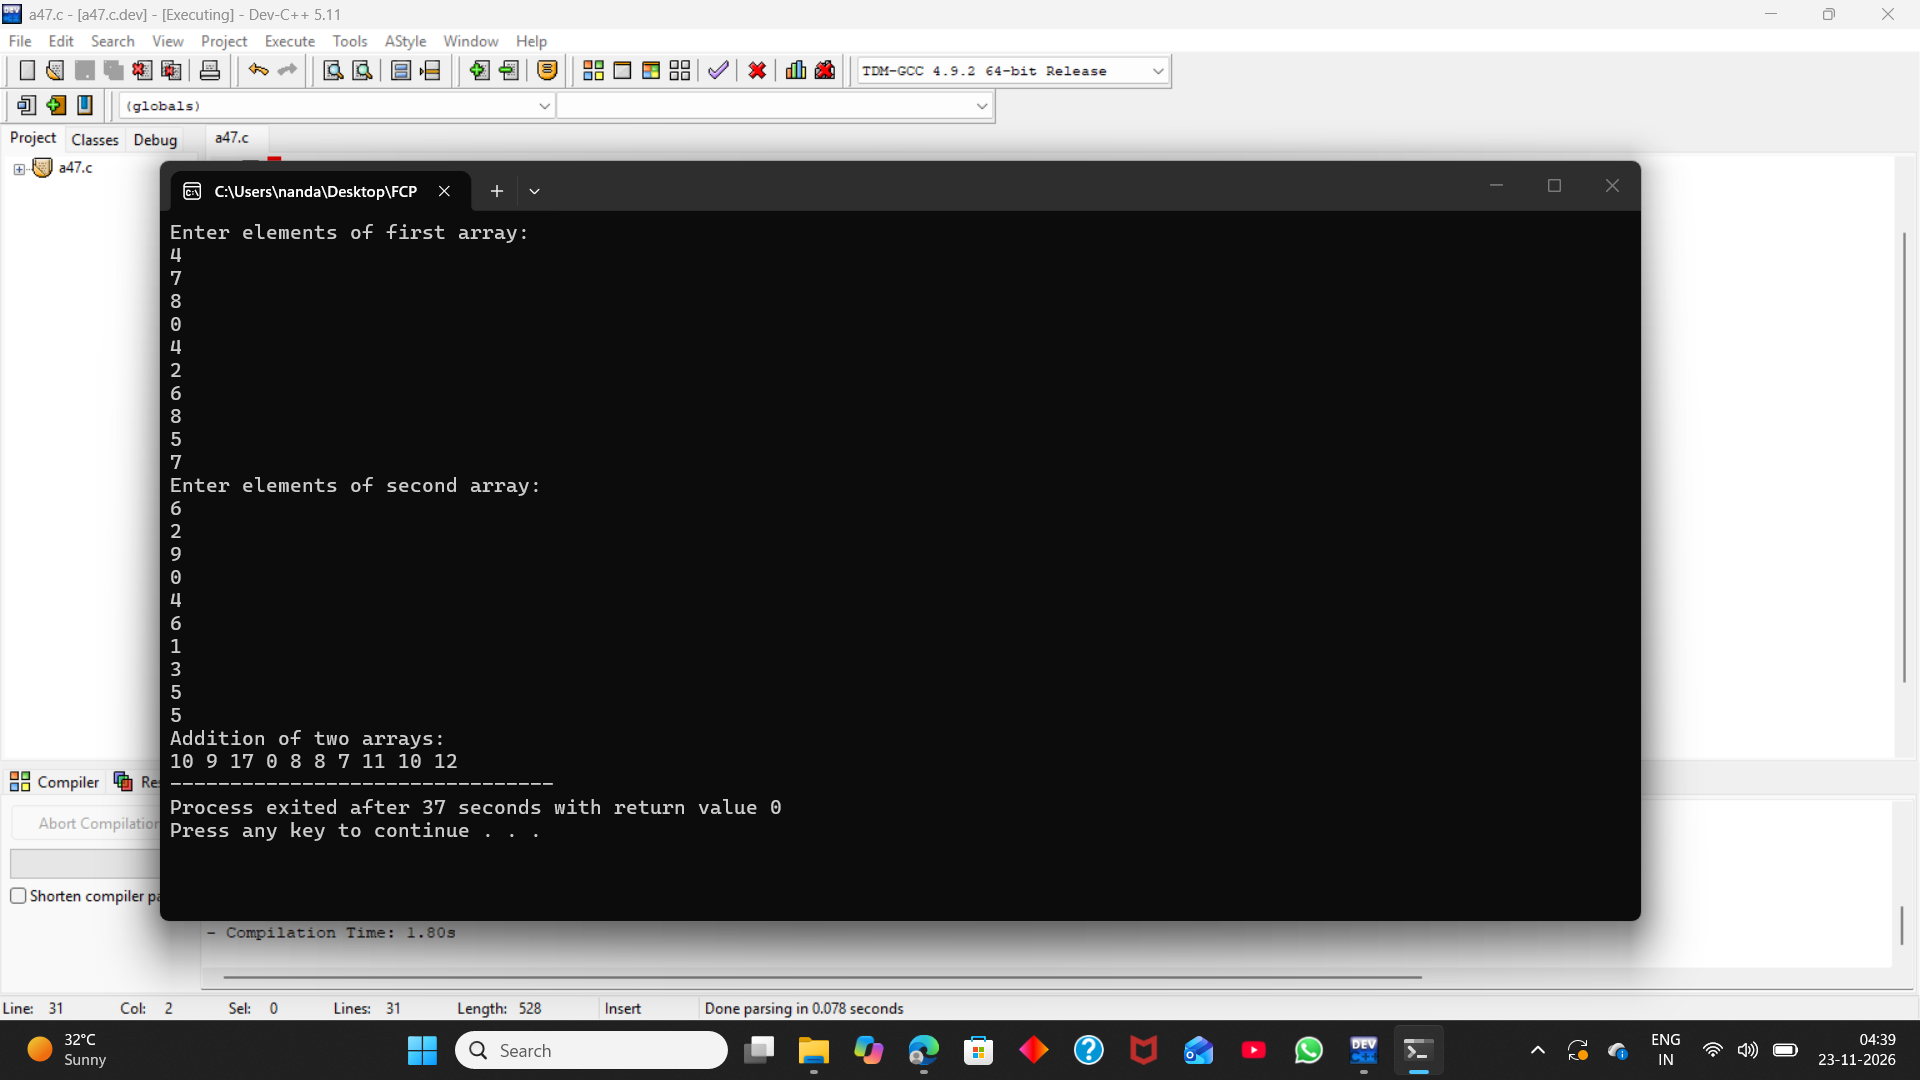 a47.c - [a47.c.dev] - [Executing] - Dev-C++ 5.11
File Edit Search View Project Execute Tools AStyle Window Help
TDM-GCC 4.9.2 64-bit Release
(globals)
Project Classes Debug a47.c
a47.c
C:\Users\nanda\Desktop\FCP
Enter elements of first array:
4
7
8
0
4
2
6
8
5
7
Enter elements of second array:
6
2
9
0
4
6
1
3
5
5
Addition of two arrays:
10 9 17 0 8 8 7 11 10 12
--------------------------------
Process exited after 37 seconds with return value 0
Press any key to continue . . .
Compiler Re
Abort Compilation
Shorten compiler pa
- Compilation Time: 1.80s
Line: 31 Col: 2 Sel: 0 Lines: 31 Length: 528 Insert Done parsing in 0.078 seconds
32°C
Sunny
Search
DEV
ENG
IN
04:39
23-11-2026